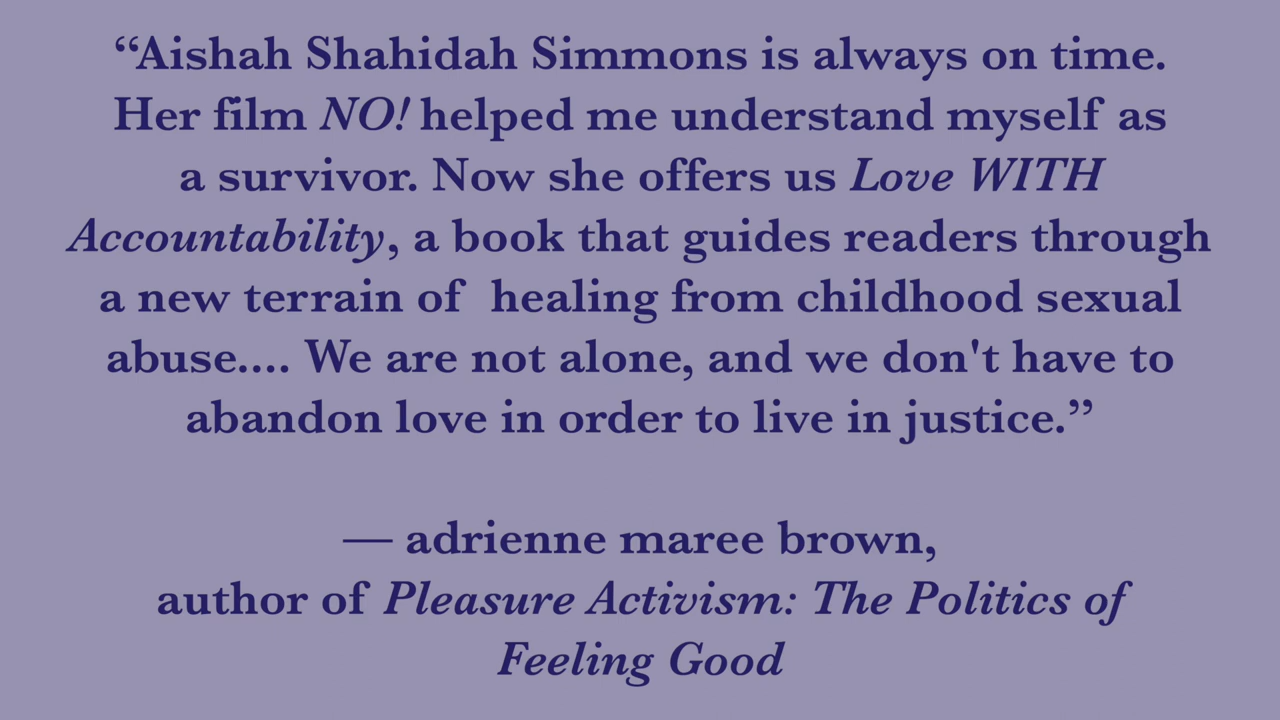 “Aishah Shahidah Simmons is always on time.
Her film NO! helped me understand myself as
a survivor. Now she offers us Love WITH
Accountability, a book that guides readers through
a new terrain of healing from childhood sexual
abuse.... We are not alone, and we don't have to
abandon love in order to live in justice.”
— adrienne maree brown,
author of Pleasure Activism: The Politics of
Feeling Good